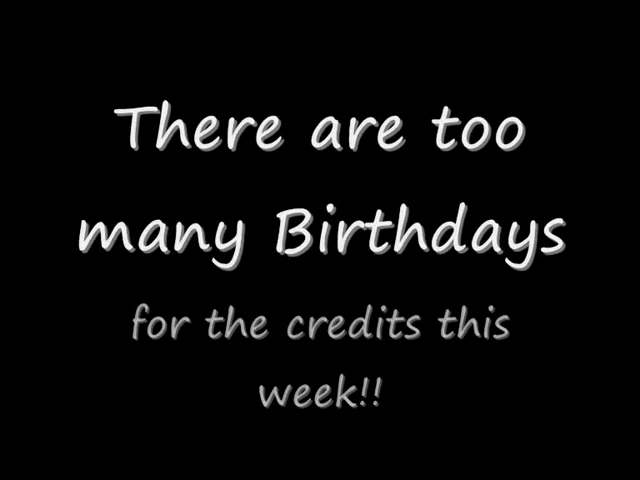 There are too
many Birthdays
for the credits this
week!!